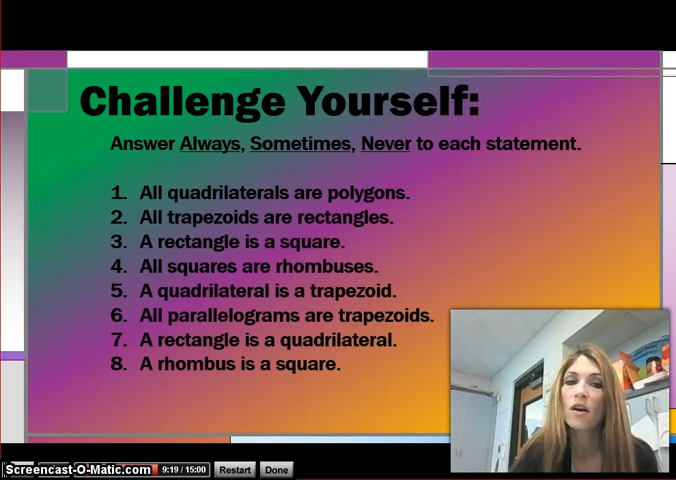 Challenge Yourself:
Answer Always, Sometimes, Never to each statement.
1. All quadrilaterals are polygons.
2. All trapezoids are rectangles.
3. A rectangle is a square.
4. All squares are rhombuses.
5. A quadrilateral is a trapezoid.
6. All parallelograms are trapezoids.
7. A rectangle is a quadrilateral.
8. A rhombus is a square.
Screencast-O-Matic.com 9:19 / 15:00 Restart Done